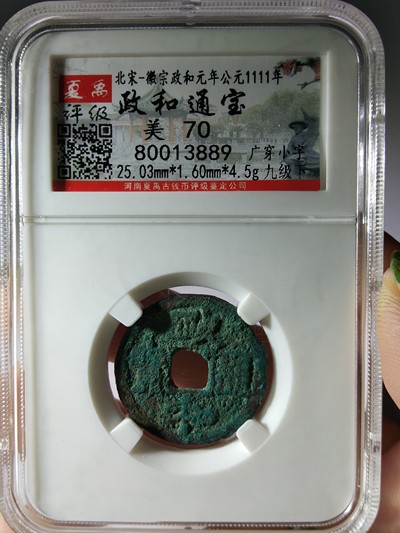 夏禹
评级
北宋-徽宗政和元年公元1111年
政和通宝
美 70
80013889 广穿小字
25.03mm*1.60mm*4.5g 九级下
河南夏禹古钱币评级鉴定公司